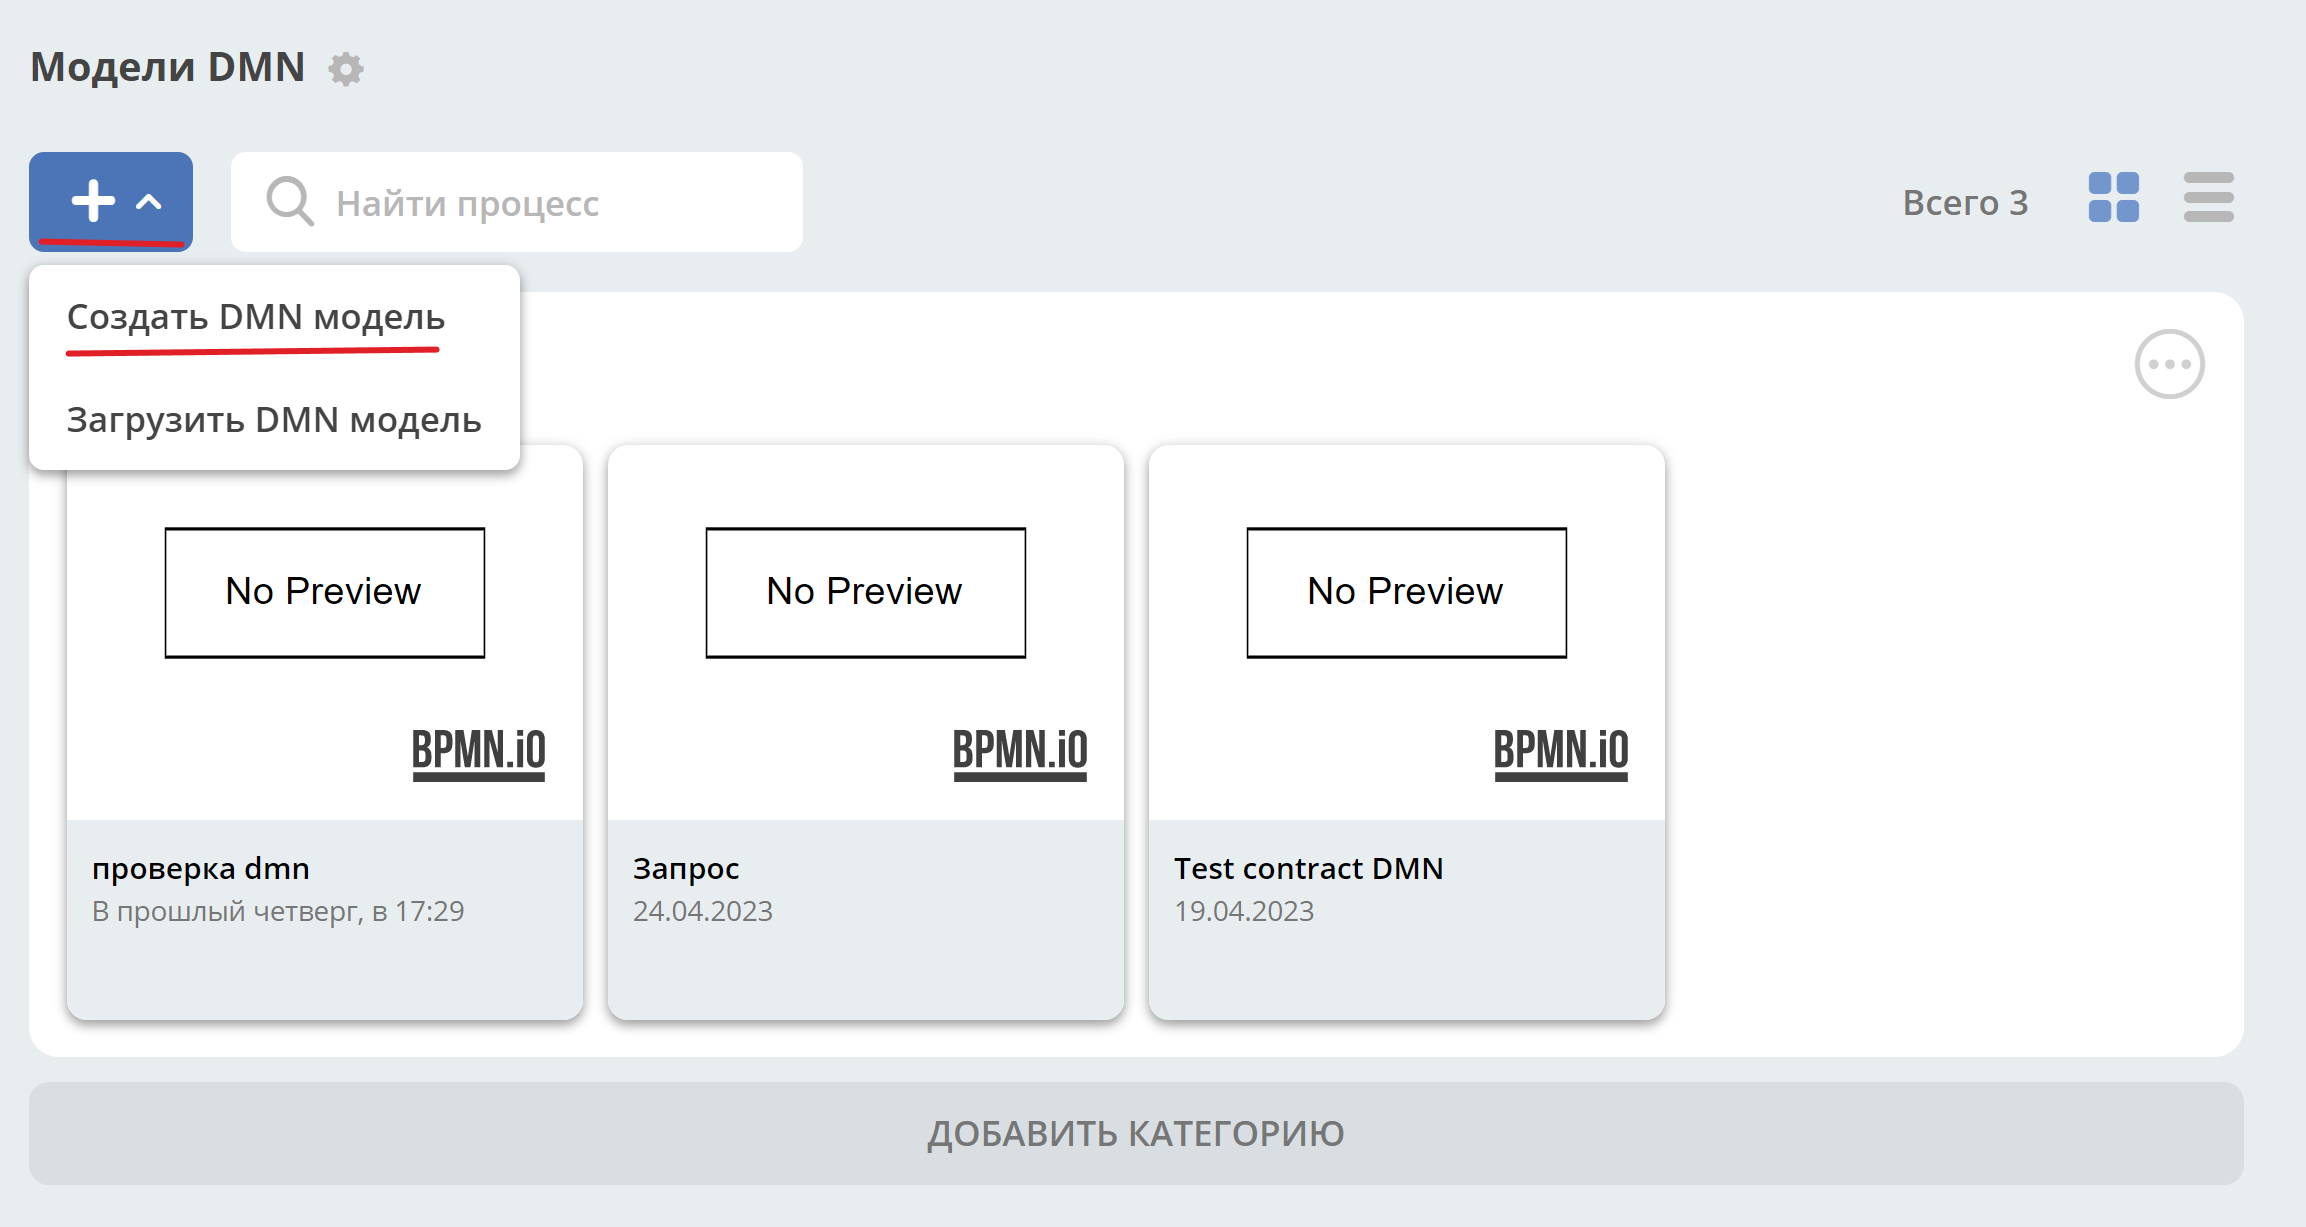 Модели DMN
Найти процесс
Всего 3
Создать DMN модель
Загрузить DMN модель
No Preview
BPMN.iO
проверка dmn
В прошлый четверг, в 17:29
No Preview
BPMN.iO
Запрос
24.04.2023
No Preview
BPMN.iO
Test contract DMN
19.04.2023
ДОБАВИТЬ КАТЕГОРИЮ